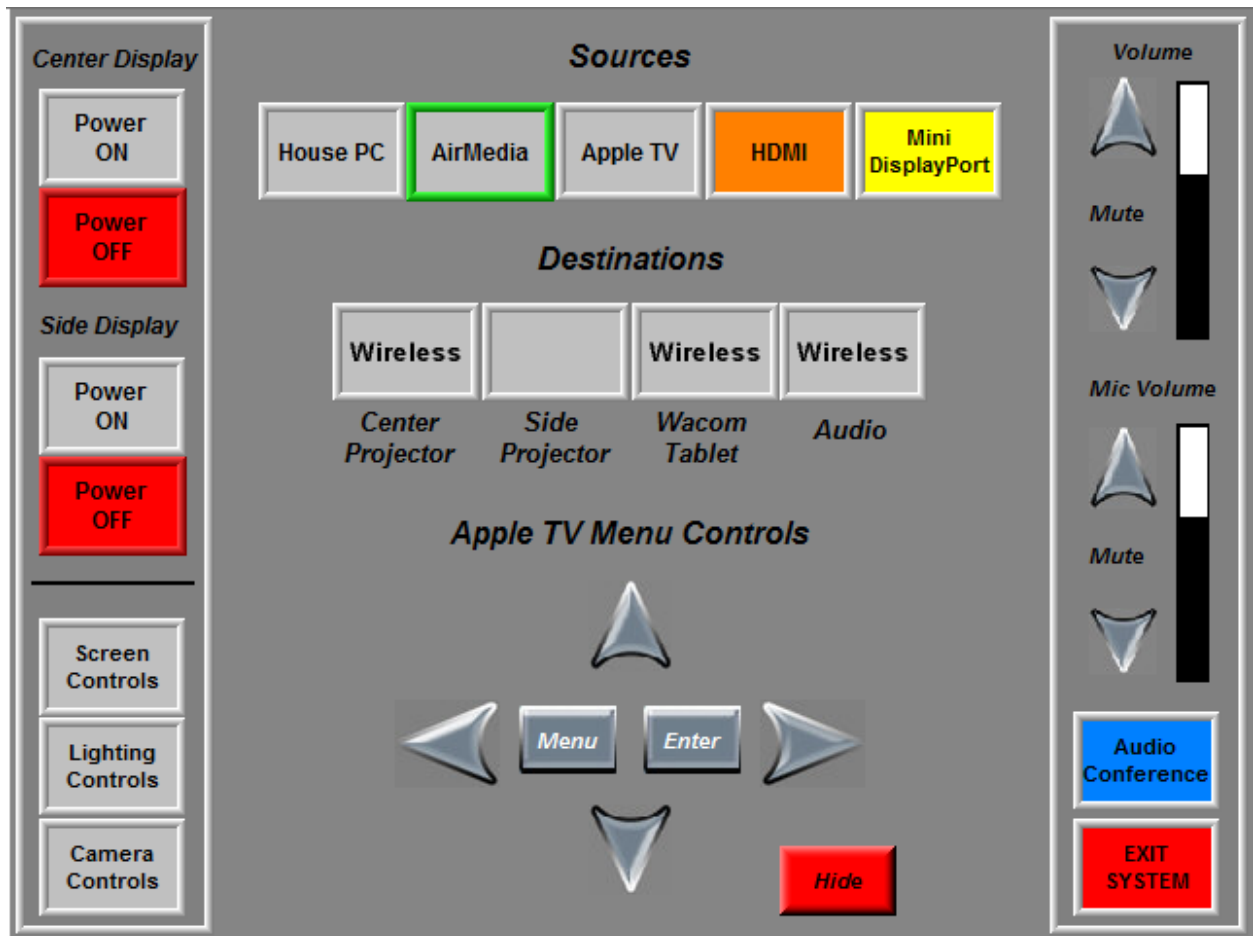 Center Display
Power
ON
Power
OFF
Side Display
Power
ON
Power
OFF
Screen
Controls
Lighting
Controls
Camera
Controls
Sources
House PC
AirMedia
Apple TV
HDMI
Mini
DisplayPort
Destinations
Wireless
Wireless
Wireless
Center
Projector
Side
Projector
Wacom
Tablet
Audio
Apple TV Menu Controls
Menu
Enter
Hide
Volume
Mute
Mic Volume
Mute
Audio
Conference
EXIT
SYSTEM